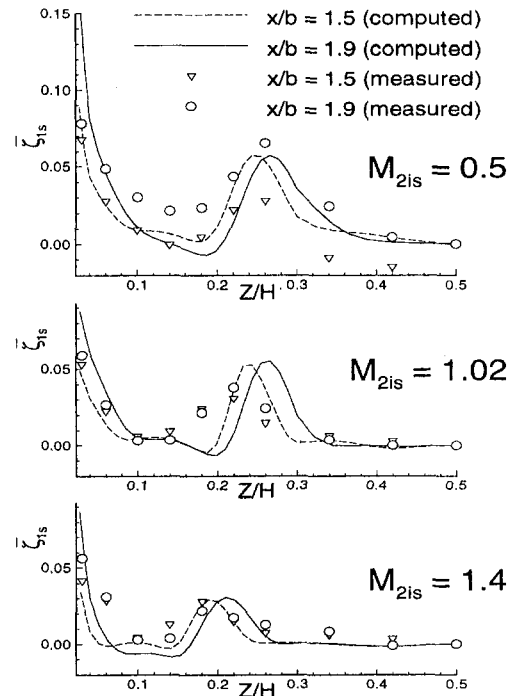 x/b = 1.5 (computed)
x/b = 1.9 (computed)
x/b = 1.5 (measured)
x/b = 1.9 (measured)
0.15
0.10
0.05
0.00
ζ̄1s
M2is = 0.5
0.1 0.2 0.3 0.4 0.5
Z/H
0.05
0.00
ζ̄1s
M2is = 1.02
0.1 0.2 0.3 0.4 0.5
Z/H
0.05
0.00
ζ̄1s
M2is = 1.4
0.1 0.2 0.3 0.4 0.5
Z/H